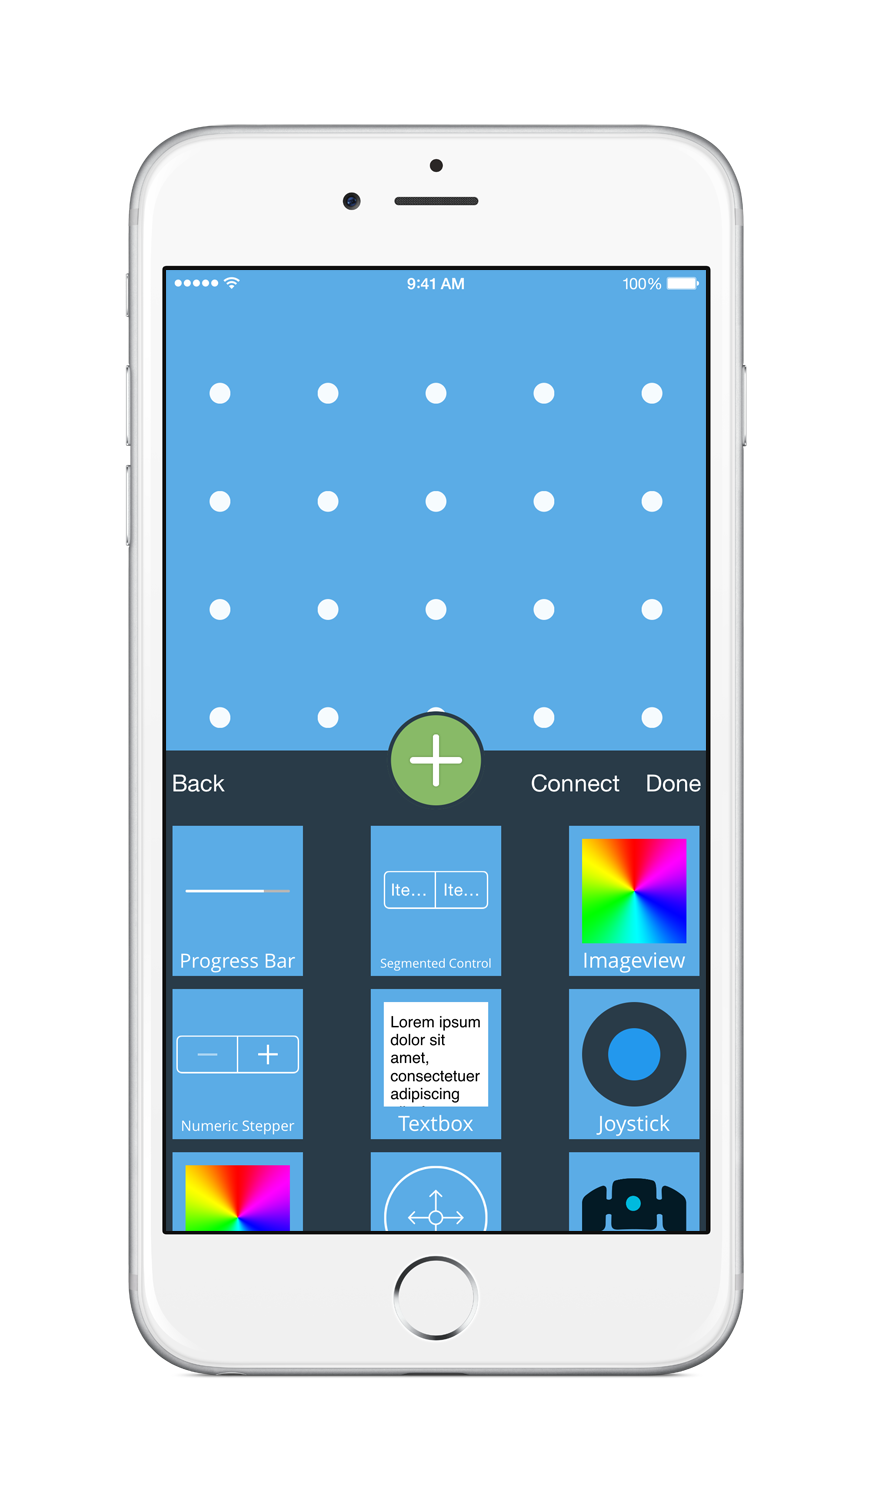 9:41 AM
100%
Back
Connect
Done
Ite...
Ite...
Progress Bar
Segmented Control
Imageview
Lorem ipsum
dolor sit
amet,
consectetuer
adipiscing
Numeric Stepper
Textbox
Joystick